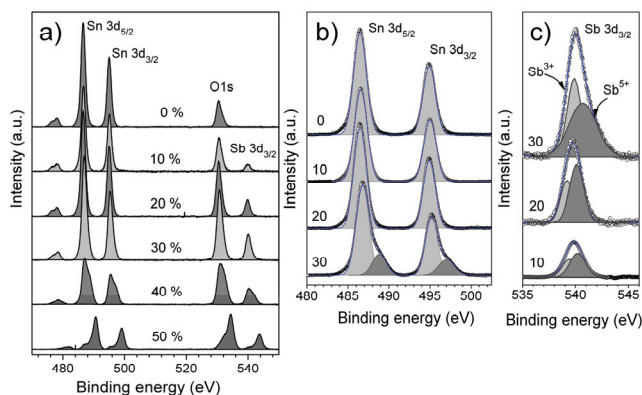 a)
Sn 3d5/2
Sn 3d3/2
O1s
0 %
10 %
Sb 3d3/2
20 %
30 %
40 %
50 %
Intensity (a.u.)
480 500 520 540
Binding energy (eV)
b)
Sn 3d5/2
Sn 3d3/2
0
10
20
30
Intensity (a.u.)
480 485 490 495 500
Binding energy (eV)
c)
Sb 3d3/2
Sb3+
Sb5+
30
20
10
Intensity (a.u.)
535 540 545
Binding energy (eV)